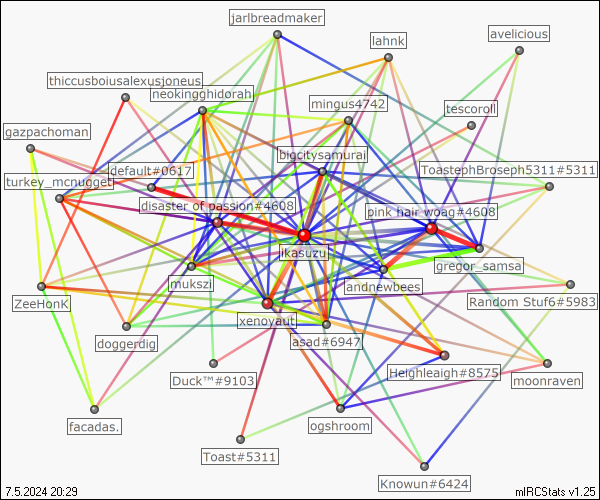 jarlbreadmaker
avelicious
lahnk
thiccusboiusalexusjoneus
neokingghidorah
mingus4742
tescoroll
gazpachoman
bigcitysamurai
default#0617
ToastephBroseph5311#5311
turkey_mcnugget
disaster of passion#4608
pink hair woag#4608
likasuzu
gregor_samsa
mukszi
andnewbees
ZeeHonK
Random Stuf6#5983
xenoyaut
doggerdig
asad#6947
Duck™#9103
Heighleaigh#8575
moonraven
facadas.
ogshroom
Toast#5311
Knowun#6424
7.5.2024 20:29
mIRCStats v1.25